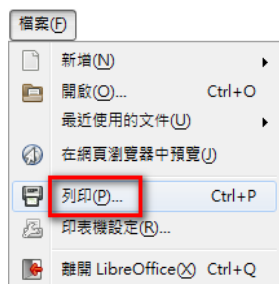 檔案(F)
新增(N)
開啟(O)... Ctrl+O
最近使用的文件(U)
在網頁瀏覽器中預覽(J)
列印(P)... Ctrl+P
印表機設定(R)...
離開 LibreOffice(X) Ctrl+Q